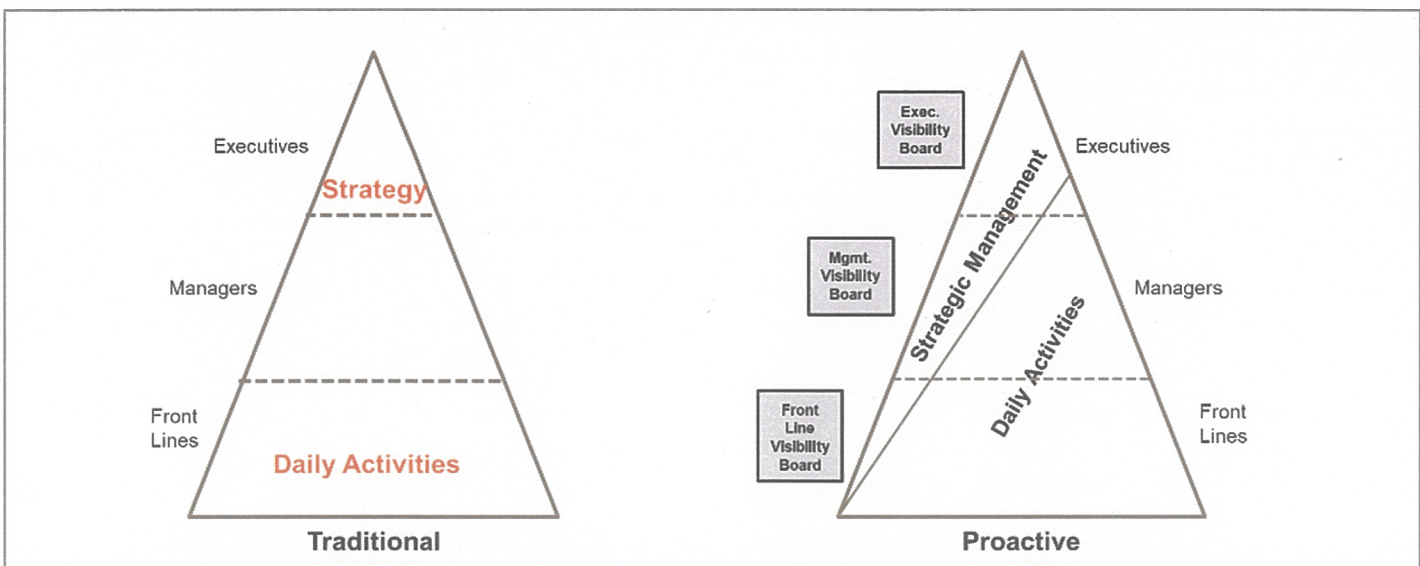 Executives
Strategy
Managers
Front
Lines
Daily Activities
Traditional
Exec.
Visibility
Board
Executives
Mgmt.
Visibility
Board
Managers
Strategic Management
Daily Activities
Front
Line
Visibility
Board
Front
Lines
Proactive